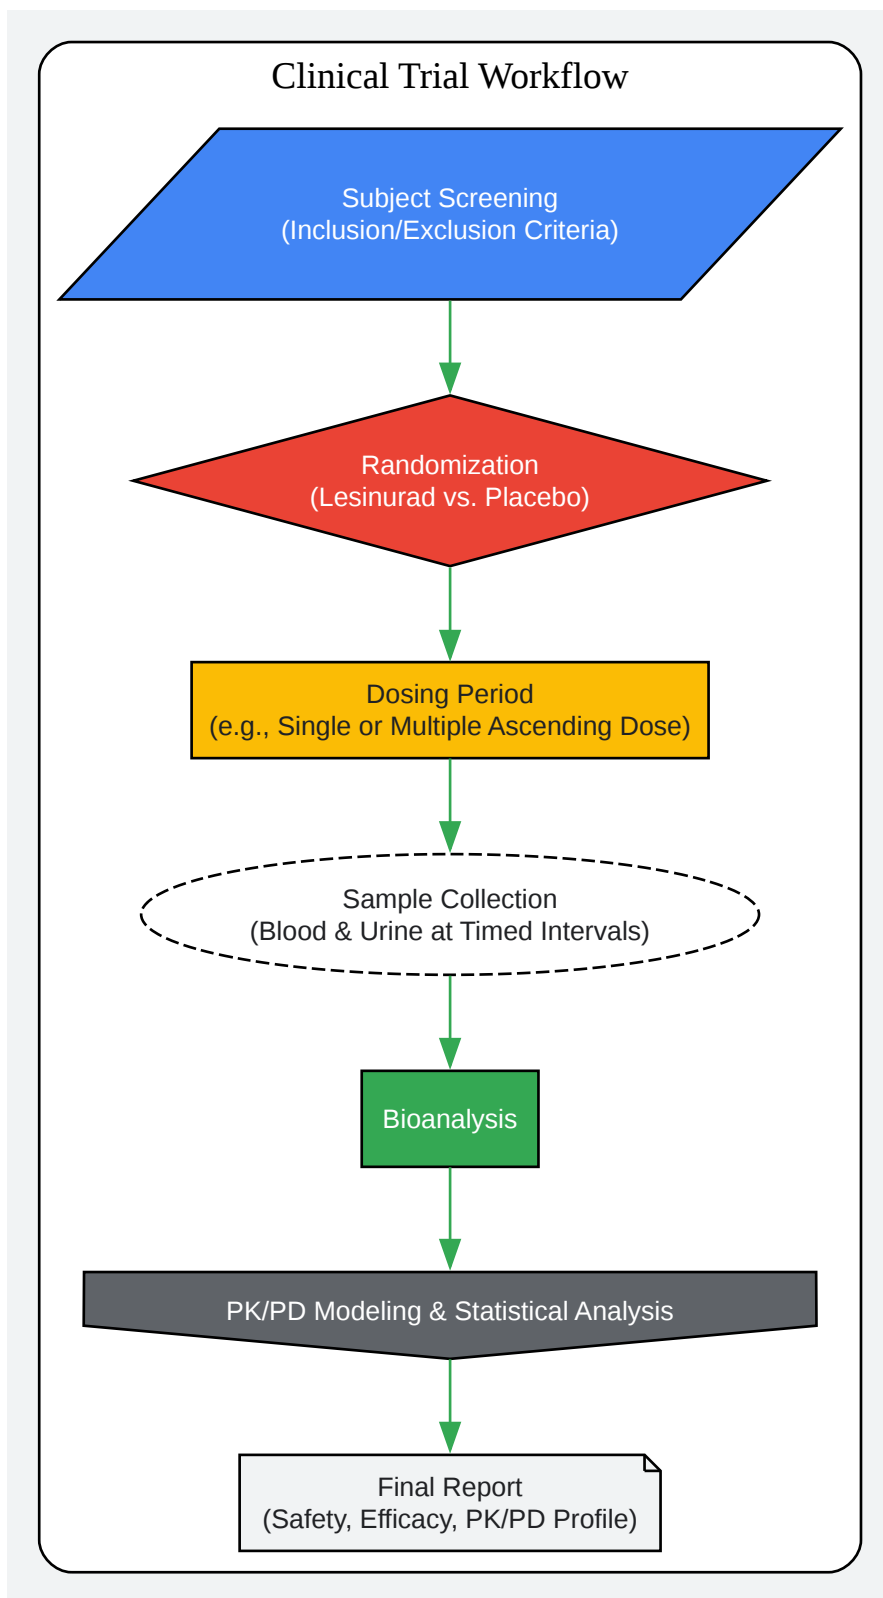 Clinical Trial Workflow
Subject Screening
(Inclusion/Exclusion Criteria)
Randomization
(Lesinurad vs. Placebo)
Dosing Period
(e.g., Single or Multiple Ascending Dose)
Sample Collection
(Blood & Urine at Timed Intervals)
Bioanalysis
PK/PD Modeling & Statistical Analysis
Final Report
(Safety, Efficacy, PK/PD Profile)